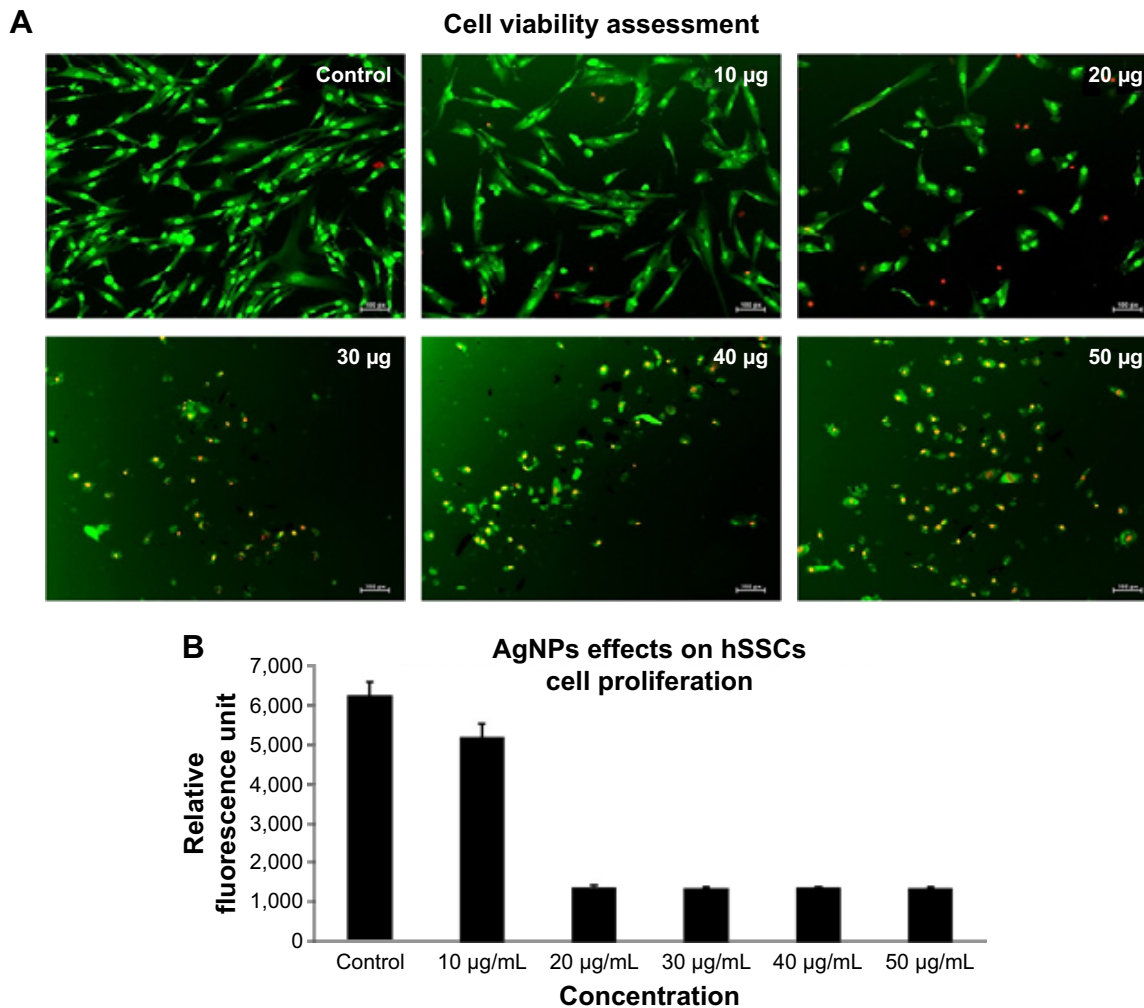 A
Cell viability assessment
Control
10 µg
20 µg
30 µg
40 µg
50 µg
B
AgNPs effects on hSSCs
cell proliferation
Relative
fluorescence unit
7,000
6,000
5,000
4,000
3,000
2,000
1,000
0
Control
10 µg/mL
20 µg/mL
30 µg/mL
40 µg/mL
50 µg/mL
Concentration